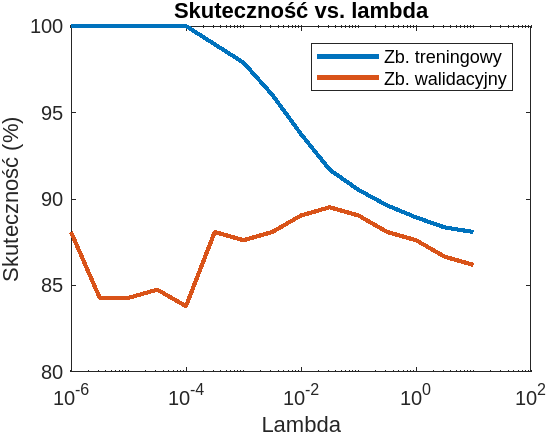 Skuteczność vs. lambda
100
95
90
85
80
Skuteczność (%)
Zb. treningowy
Zb. walidacyjny
10^-6
10^-4
10^-2
10^0
10^2
Lambda